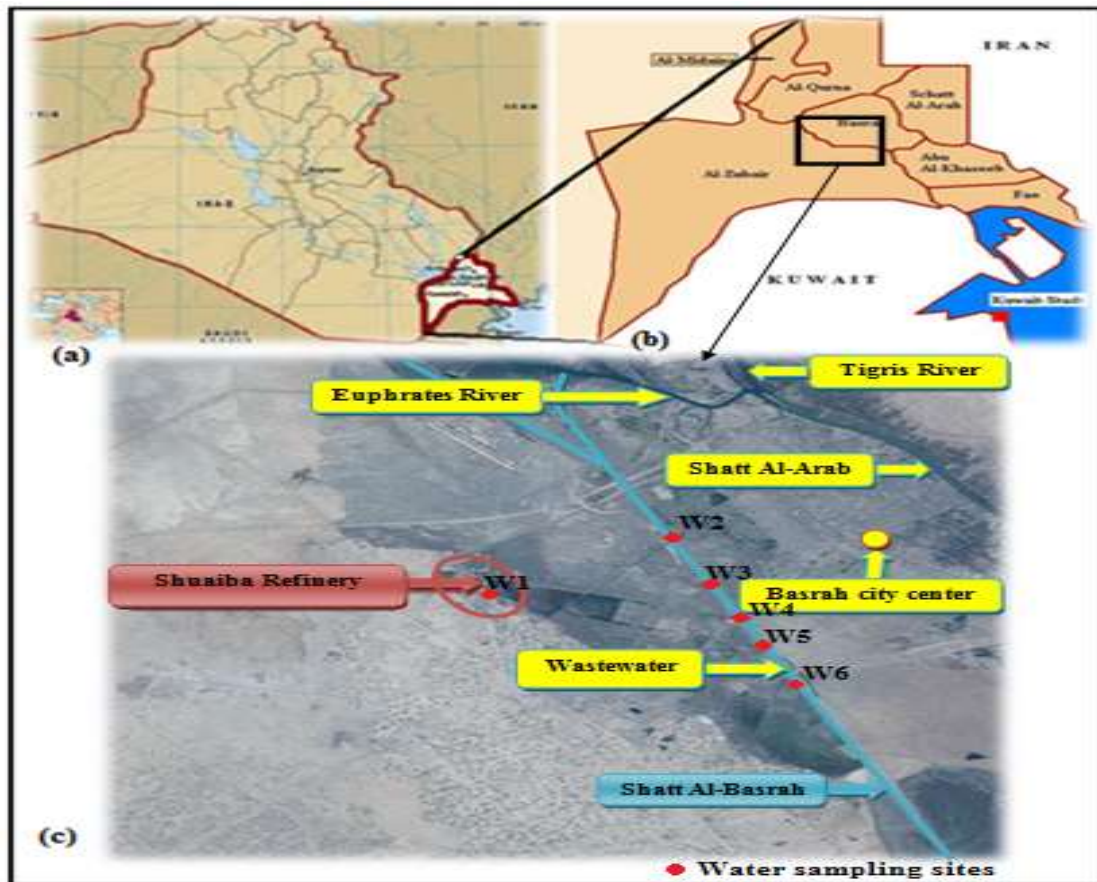 IRAN
Al-Midaina
Al-Qurna
Schatt
Al-Arab
Basra
Abu
Al-Khaseeb
Al-Zubair
Fao
IRAQ
KUWAIT
(a)
(b)
Tigris River
Euphrates River
Shatt Al-Arab
W2
Shuaiba Refinery
W1
W3
Basrah city center
W4
W5
Wastewater
W6
Shatt Al-Basrah
(c)
Water sampling sites